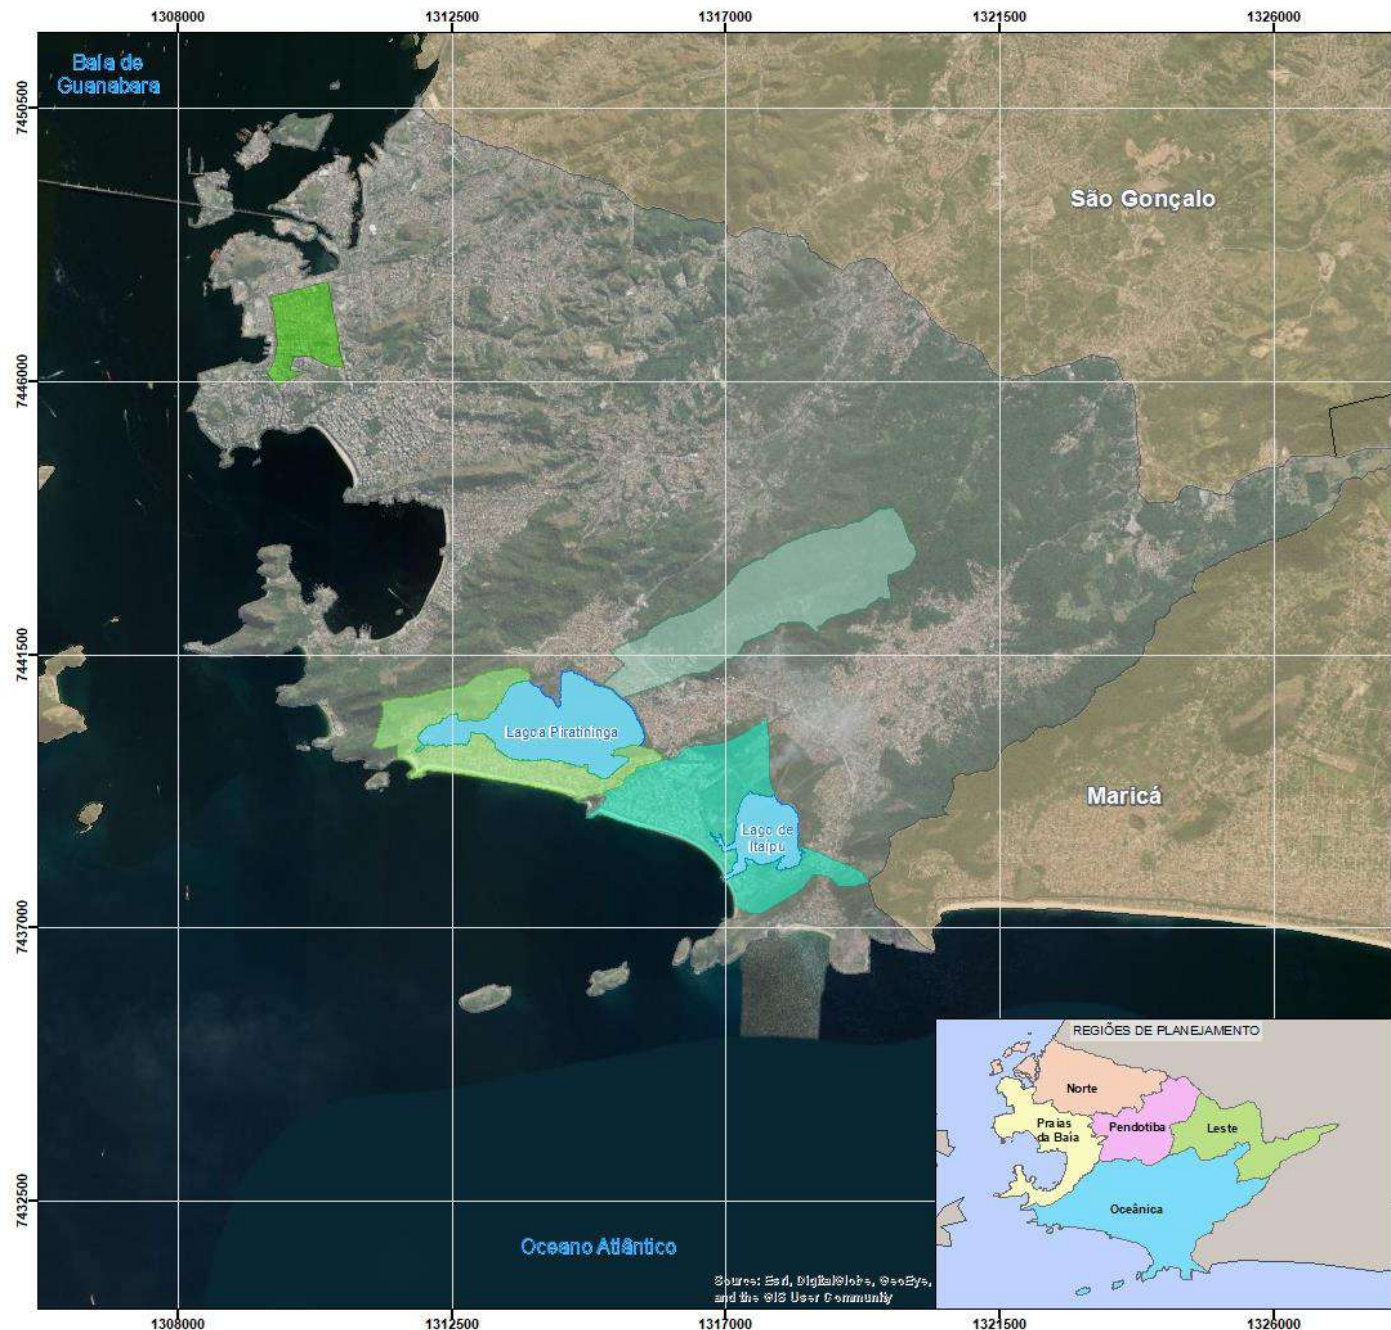 1308000 1312500 1317000 1321500 1326000
Baía de
Guanabara
7450500
São Gonçalo
7446000
7441500
Lagoa Piratininga
Maricá
Lago de
Itaipu
7437000
REGIÕES DE PLANEJAMENTO
Norte
Praias
da Baía
Pendotiba
Leste
Oceânica
7432500
Oceano Atlântico
Source: Esri, DigitalGlobe, GeoEye,
and the GIS User Community
1308000 1312500 1317000 1321500 1326000